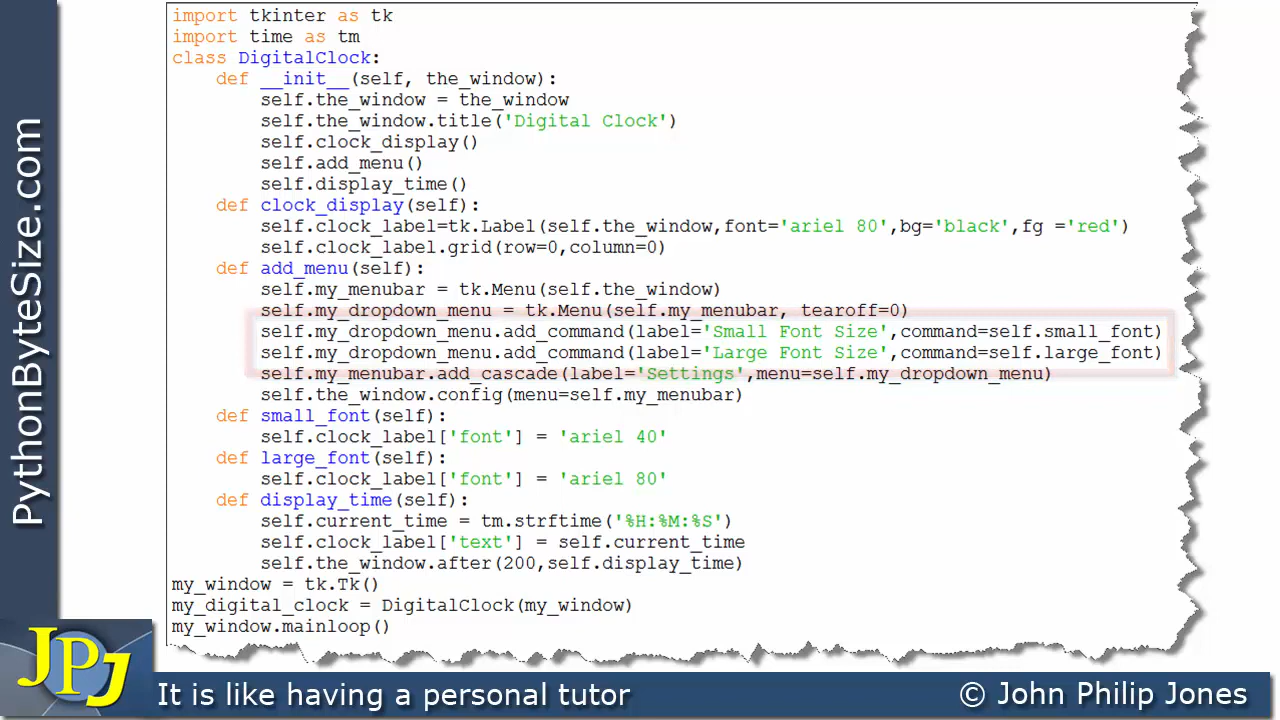 PythonByteSize.com
import tkinter as tk
import time as tm
class DigitalClock:
    def __init__(self, the_window):
        self.the_window = the_window
        self.the_window.title('Digital Clock')
        self.clock_display()
        self.add_menu()
        self.display_time()
    def clock_display(self):
        self.clock_label=tk.Label(self.the_window,font='ariel 80',bg='black',fg ='red')
        self.clock_label.grid(row=0,column=0)
    def add_menu(self):
        self.my_menubar = tk.Menu(self.the_window)
        self.my_dropdown_menu = tk.Menu(self.my_menubar, tearoff=0)
        self.my_dropdown_menu.add_command(label='Small Font Size',command=self.small_font)
        self.my_dropdown_menu.add_command(label='Large Font Size',command=self.large_font)
        self.my_menubar.add_cascade(label='Settings',menu=self.my_dropdown_menu)
        self.the_window.config(menu=self.my_menubar)
    def small_font(self):
        self.clock_label['font'] = 'ariel 40'
    def large_font(self):
        self.clock_label['font'] = 'ariel 80'
    def display_time(self):
        self.current_time = tm.strftime('%H:%M:%S')
        self.clock_label['text'] = self.current_time
        self.the_window.after(200,self.display_time)
my_window = tk.Tk()
my_digital_clock = DigitalClock(my_window)
my_window.mainloop()
JPJ
It is like having a personal tutor
© John Philip Jones